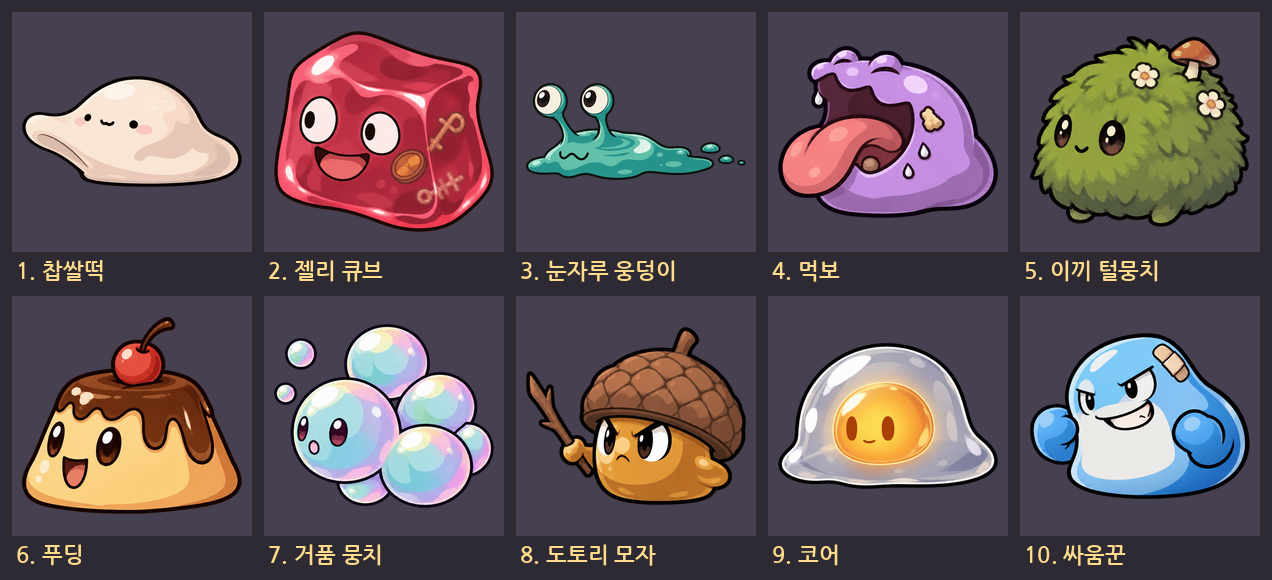 1. 찹쌀떡
2. 젤리 큐브
3. 눈자루 웅덩이
4. 먹보
5. 이끼 털뭉치
6. 푸딩
7. 거품 뭉치
8. 도토리 모자
9. 코어
10. 싸움꾼